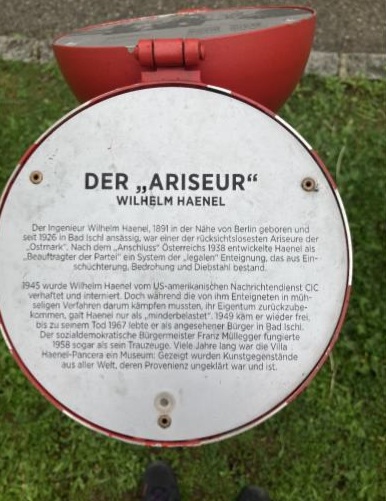 DER „ARISEUR“
WILHELM HAENEL
Der Ingenieur Wilhelm Haenel, 1891 in der Nähe von Berlin geboren und
seit 1926 in Bad Ischl ansässig, war einer der rücksichtslosesten Ariseure der
„Ostmark“. Nach dem „Anschluss“ Österreichs 1938 entwickelte Haenel als
„Beauftragter der Partei“ ein System der „legalen“ Enteignung, das aus Ein-
schüchterung, Bedrohung und Diebstahl bestand.
1945 wurde Wilhelm Haenel vom US-amerikanischen Nachrichtendienst CIC
verhaftet und interniert. Doch während die von ihm Enteigneten in müh-
seligen Verfahren darum kämpfen mussten, ihr Eigentum zurückzube-
kommen, galt Haenel nur als „minderbelastet“. 1949 kam er wieder frei,
bis zu seinem Tod 1967 lebte er als angesehener Bürger in Bad Ischl.
Der sozialdemokratische Bürgermeister Franz Müllegger fungierte
1958 sogar als sein Trauzeuge. Viele Jahre lang war die Villa
Haenel-Pancera ein Museum: Gezeigt wurden Kunstgegenstände
aus aller Welt, deren Provenienz ungeklärt war und ist.